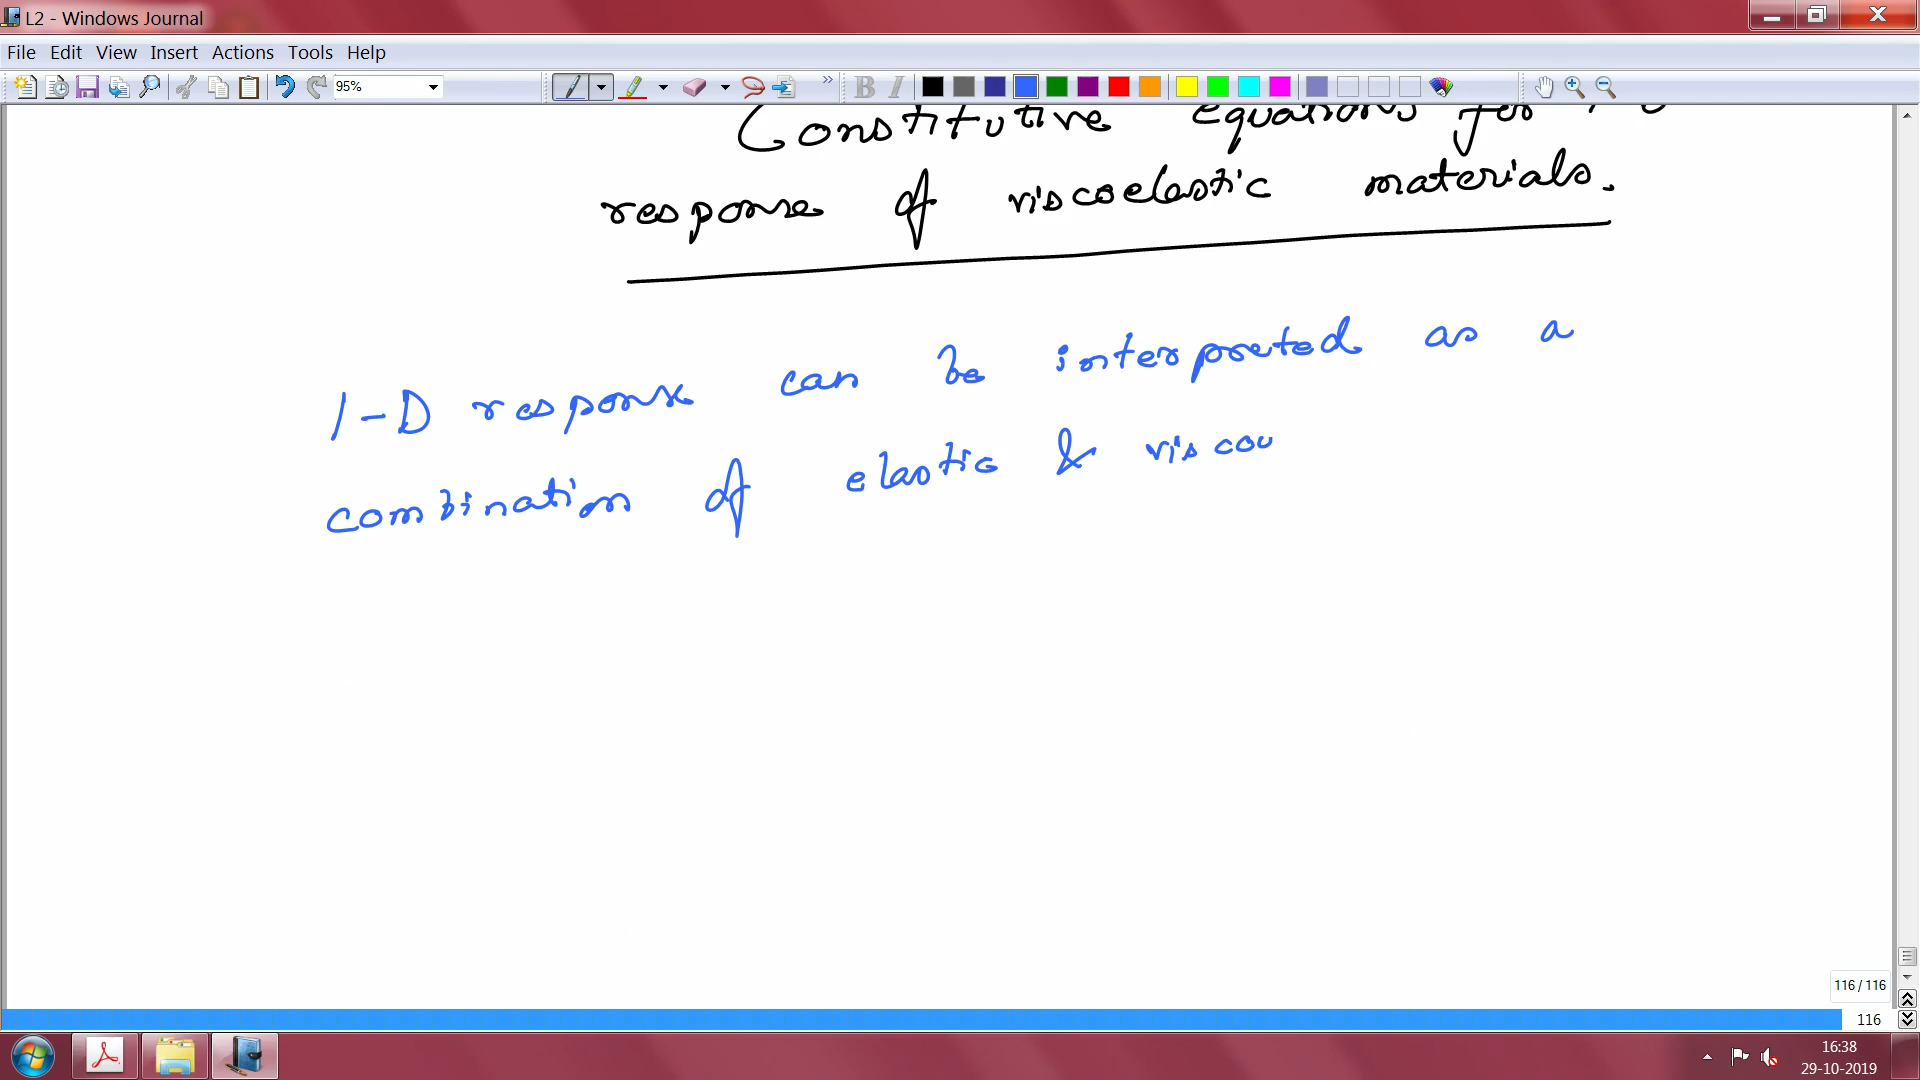 L2 - Windows Journal
File Edit View Insert Actions Tools Help
95%
B I
Constitutive equations for
response of viscoelastic materials.
1-D response can be interpreted as a
combination of elastic & viscou
116 / 116
116
16:38
29-10-2019